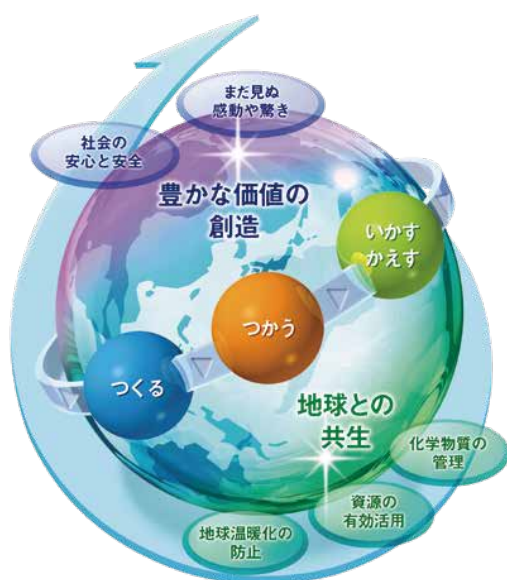 まだ見ぬ
感動や驚き
社会の
安心と安全
豊かな価値の
創造
いかす
かえす
つかう
つくる
地球との
共生
化学物質の
管理
資源の
有効活用
地球温暖化の
防止